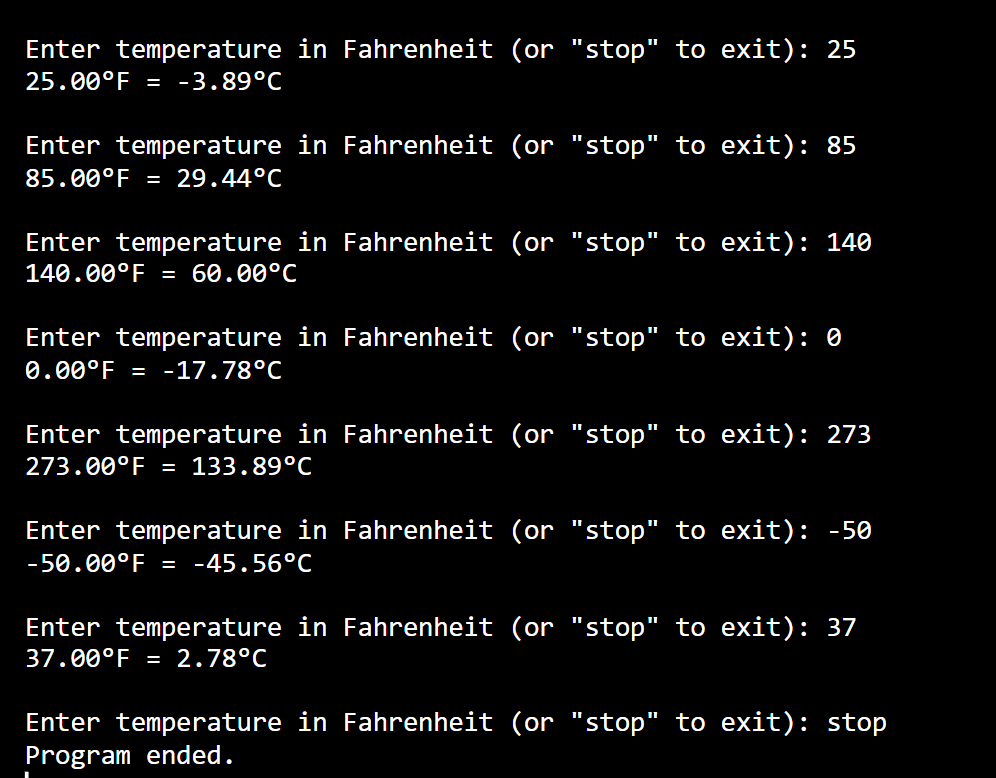 Enter temperature in Fahrenheit (or "stop" to exit): 25
25.00°F = -3.89°C
Enter temperature in Fahrenheit (or "stop" to exit): 85
85.00°F = 29.44°C
Enter temperature in Fahrenheit (or "stop" to exit): 140
140.00°F = 60.00°C
Enter temperature in Fahrenheit (or "stop" to exit): 0
0.00°F = -17.78°C
Enter temperature in Fahrenheit (or "stop" to exit): 273
273.00°F = 133.89°C
Enter temperature in Fahrenheit (or "stop" to exit): -50
-50.00°F = -45.56°C
Enter temperature in Fahrenheit (or "stop" to exit): 37
37.00°F = 2.78°C
Enter temperature in Fahrenheit (or "stop" to exit): stop
Program ended.